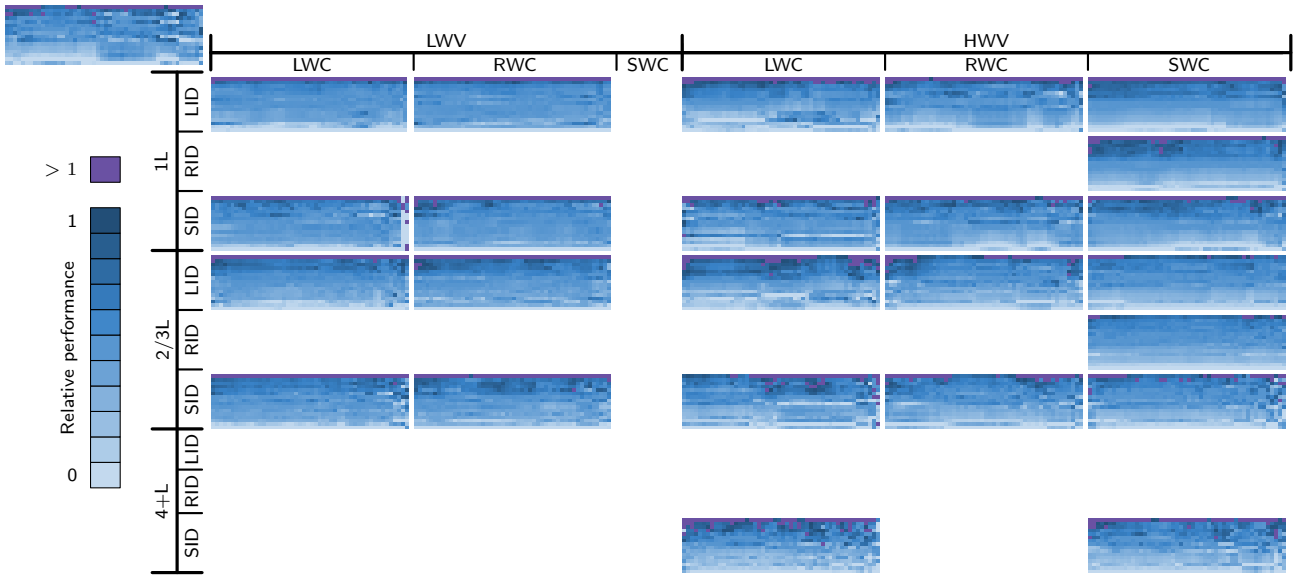 LWV HWV
LWC RWC SWC LWC RWC SWC
1L
LID
RID
SID
2/3L
LID
RID
SID
4+L
LID
RID
SID
> 1
1
Relative performance
0